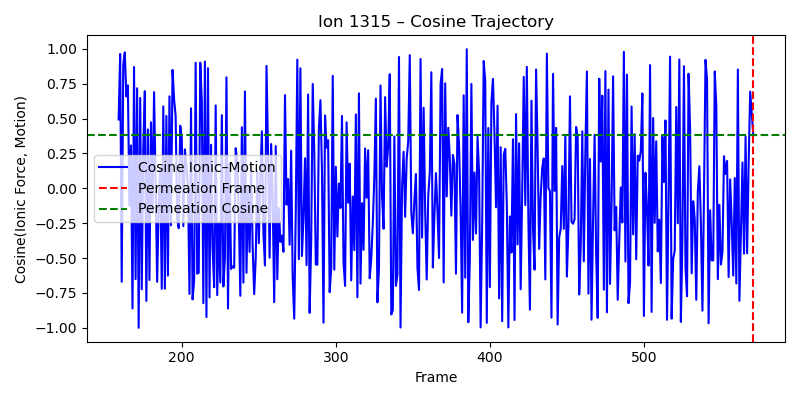 Ion 1315 – Cosine Trajectory
Cosine(Ionic Force, Motion)
1.00
0.75
0.50
0.25
0.00
−0.25
−0.50
−0.75
−1.00
Cosine Ionic–Motion
Permeation Frame
Permeation Cosine
200
300
400
500
Frame